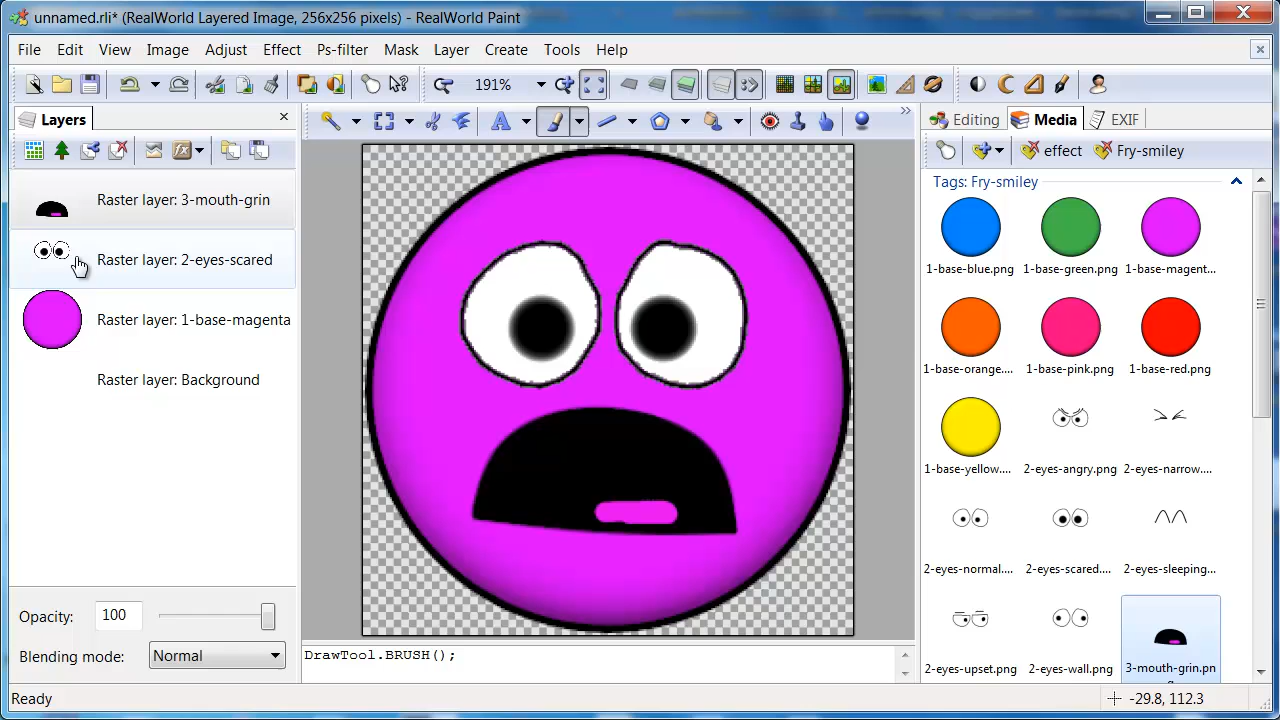 unnamed.rli* (RealWorld Layered Image, 256x256 pixels) - RealWorld Paint
File Edit View Image Adjust Effect Ps-filter Mask Layer Create Tools Help
191%
Layers
Editing Media EXIF
effect Fry-smiley
Tags: Fry-smiley
Raster layer: 3-mouth-grin
Raster layer: 2-eyes-scared
Raster layer: 1-base-magenta
Raster layer: Background
1-base-blue.png 1-base-green.png 1-base-magent...
1-base-orange.... 1-base-pink.png 1-base-red.png
1-base-yellow.... 2-eyes-angry.png 2-eyes-narrow....
2-eyes-normal.... 2-eyes-scared.... 2-eyes-sleeping...
2-eyes-upset.png 2-eyes-wall.png 3-mouth-grin.pn
Opacity: 100
Blending mode: Normal
DrawTool.BRUSH();
Ready
-29.8, 112.3